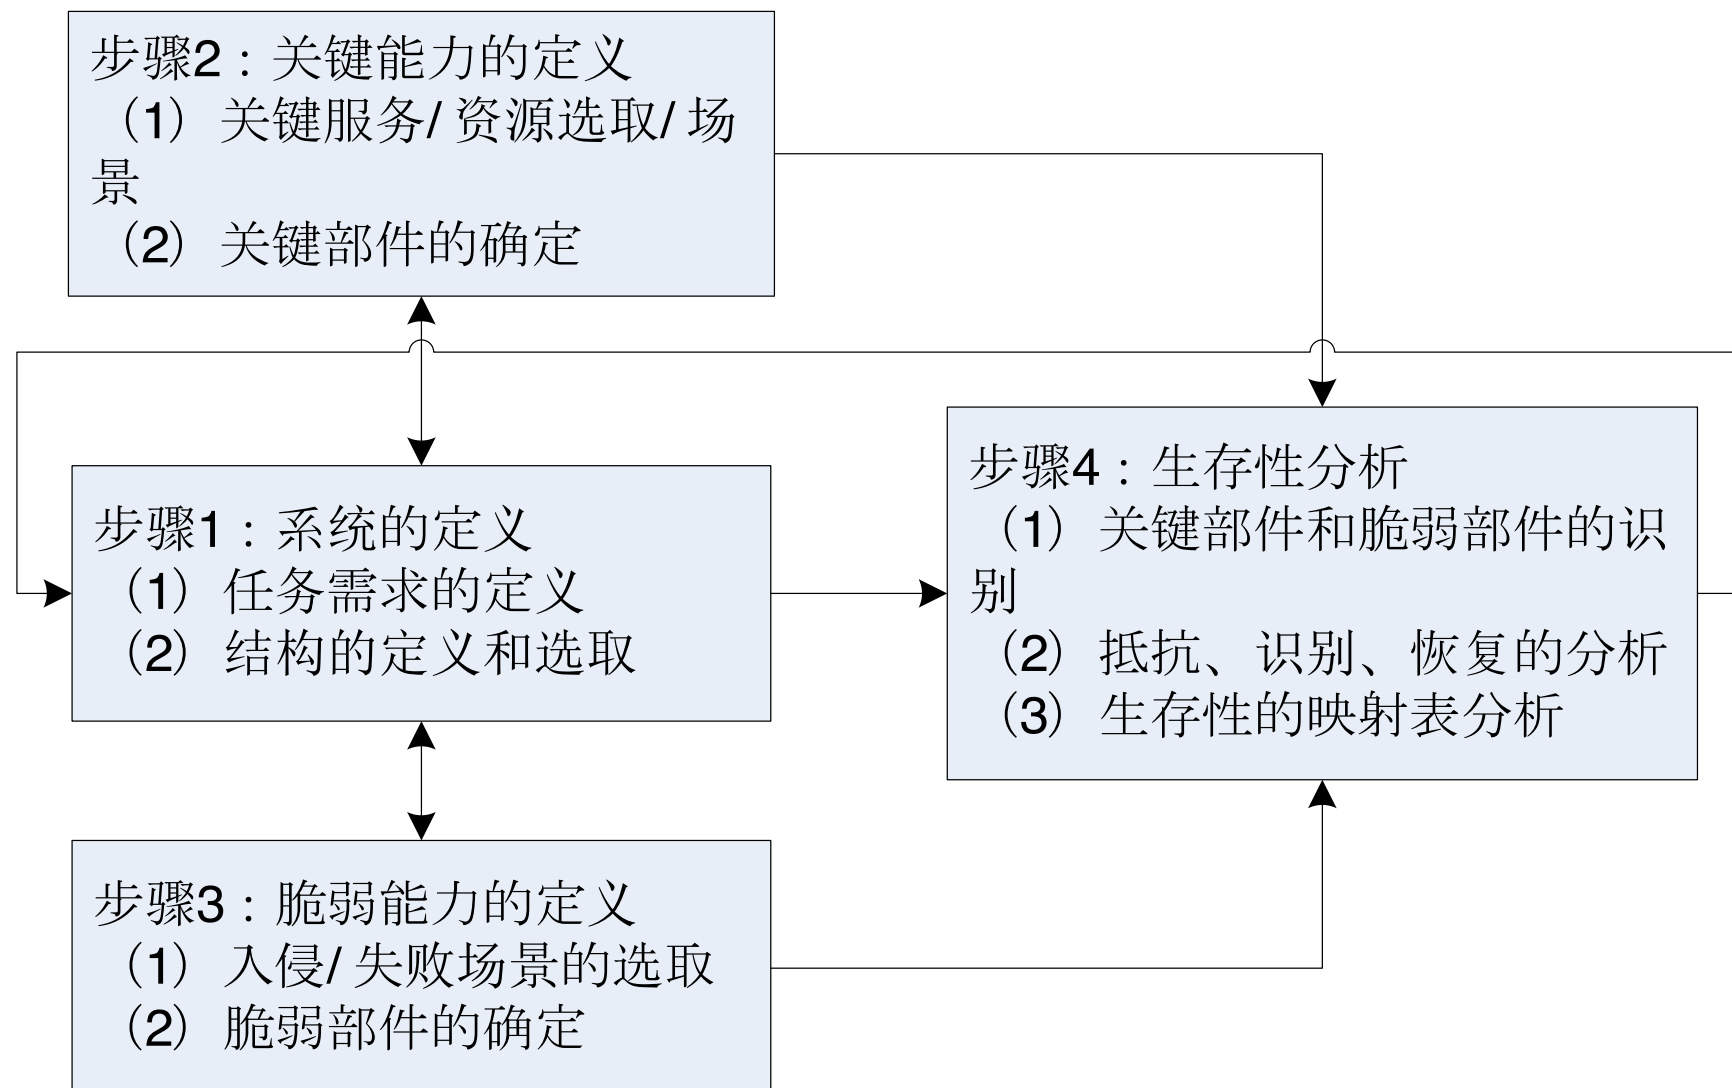 步骤2：关键能力的定义
（1）关键服务/资源选取/场
景
（2）关键部件的确定
步骤1：系统的定义
（1）任务需求的定义
（2）结构的定义和选取
步骤4：生存性分析
（1）关键部件和脆弱部件的识
别
（2）抵抗、识别、恢复的分析
（3）生存性的映射表分析
步骤3：脆弱能力的定义
（1）入侵/失败场景的选取
（2）脆弱部件的确定